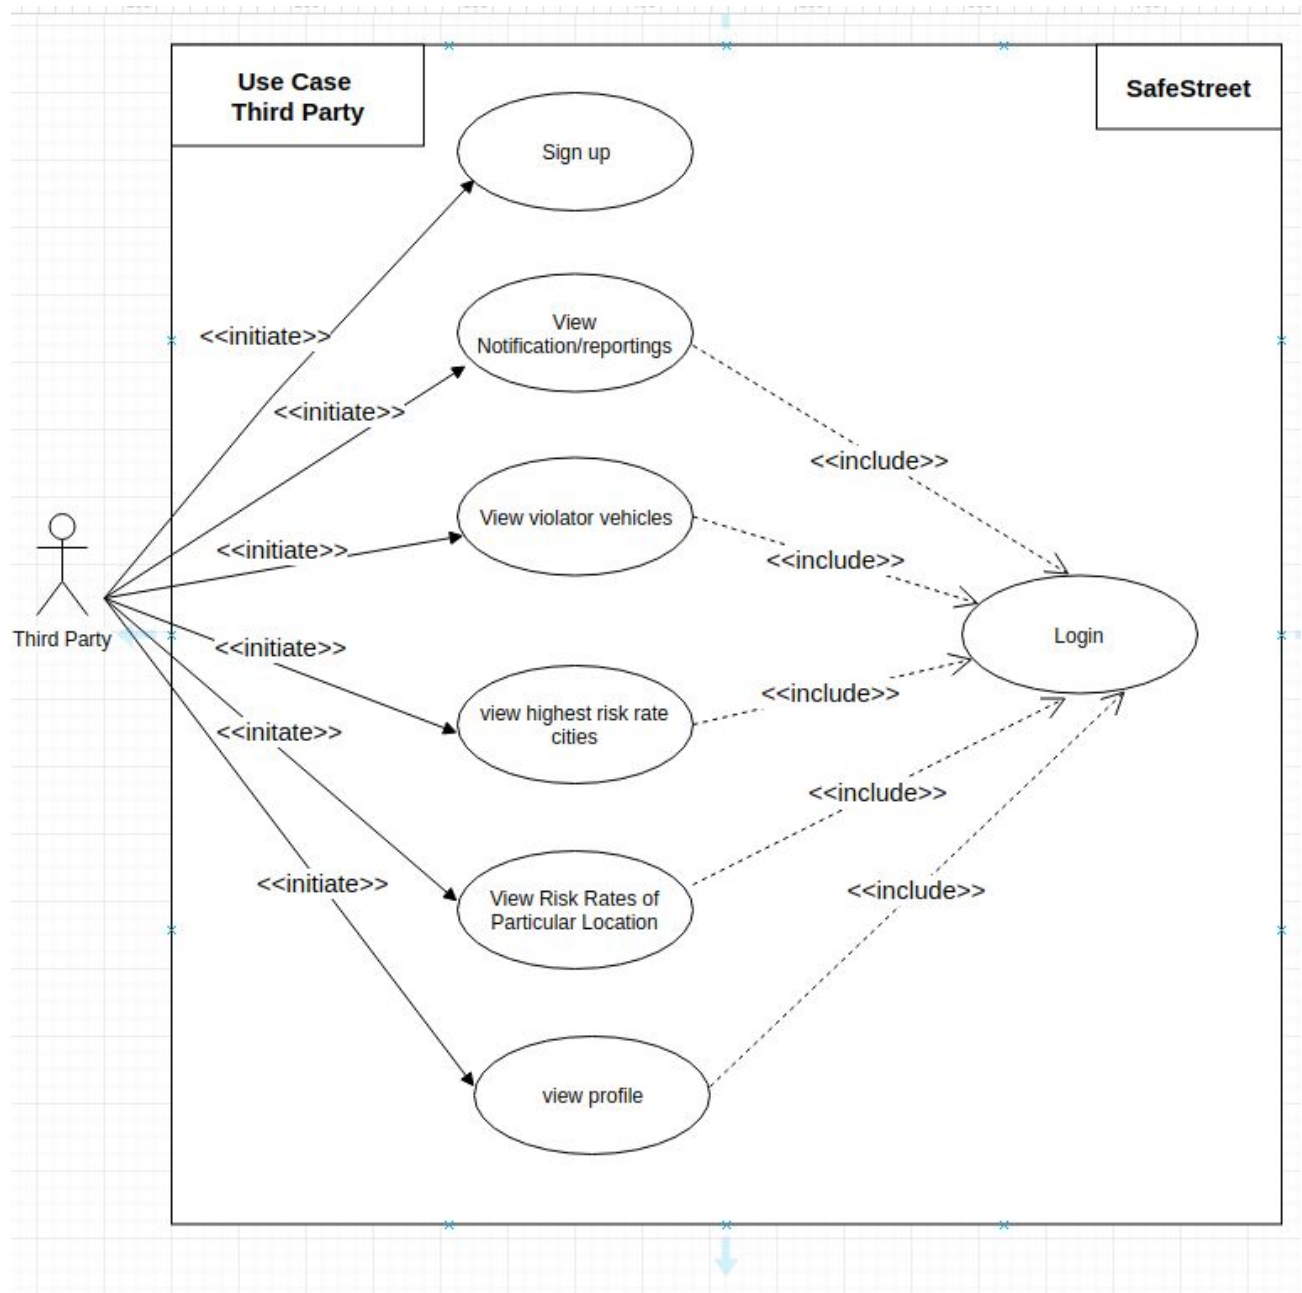 Use Case
Third Party
SafeStreet
Sign up
<<initiate>>
View
Notification/reportings
<<initiate>>
<<include>>
View violator vehicles
<<initiate>>
<<include>>
Third Party
Login
<<initiate>>
view highest risk rate
cities
<<include>>
<<initate>>
<<include>>
View Risk Rates of
Particular Location
<<initiate>>
<<include>>
view profile